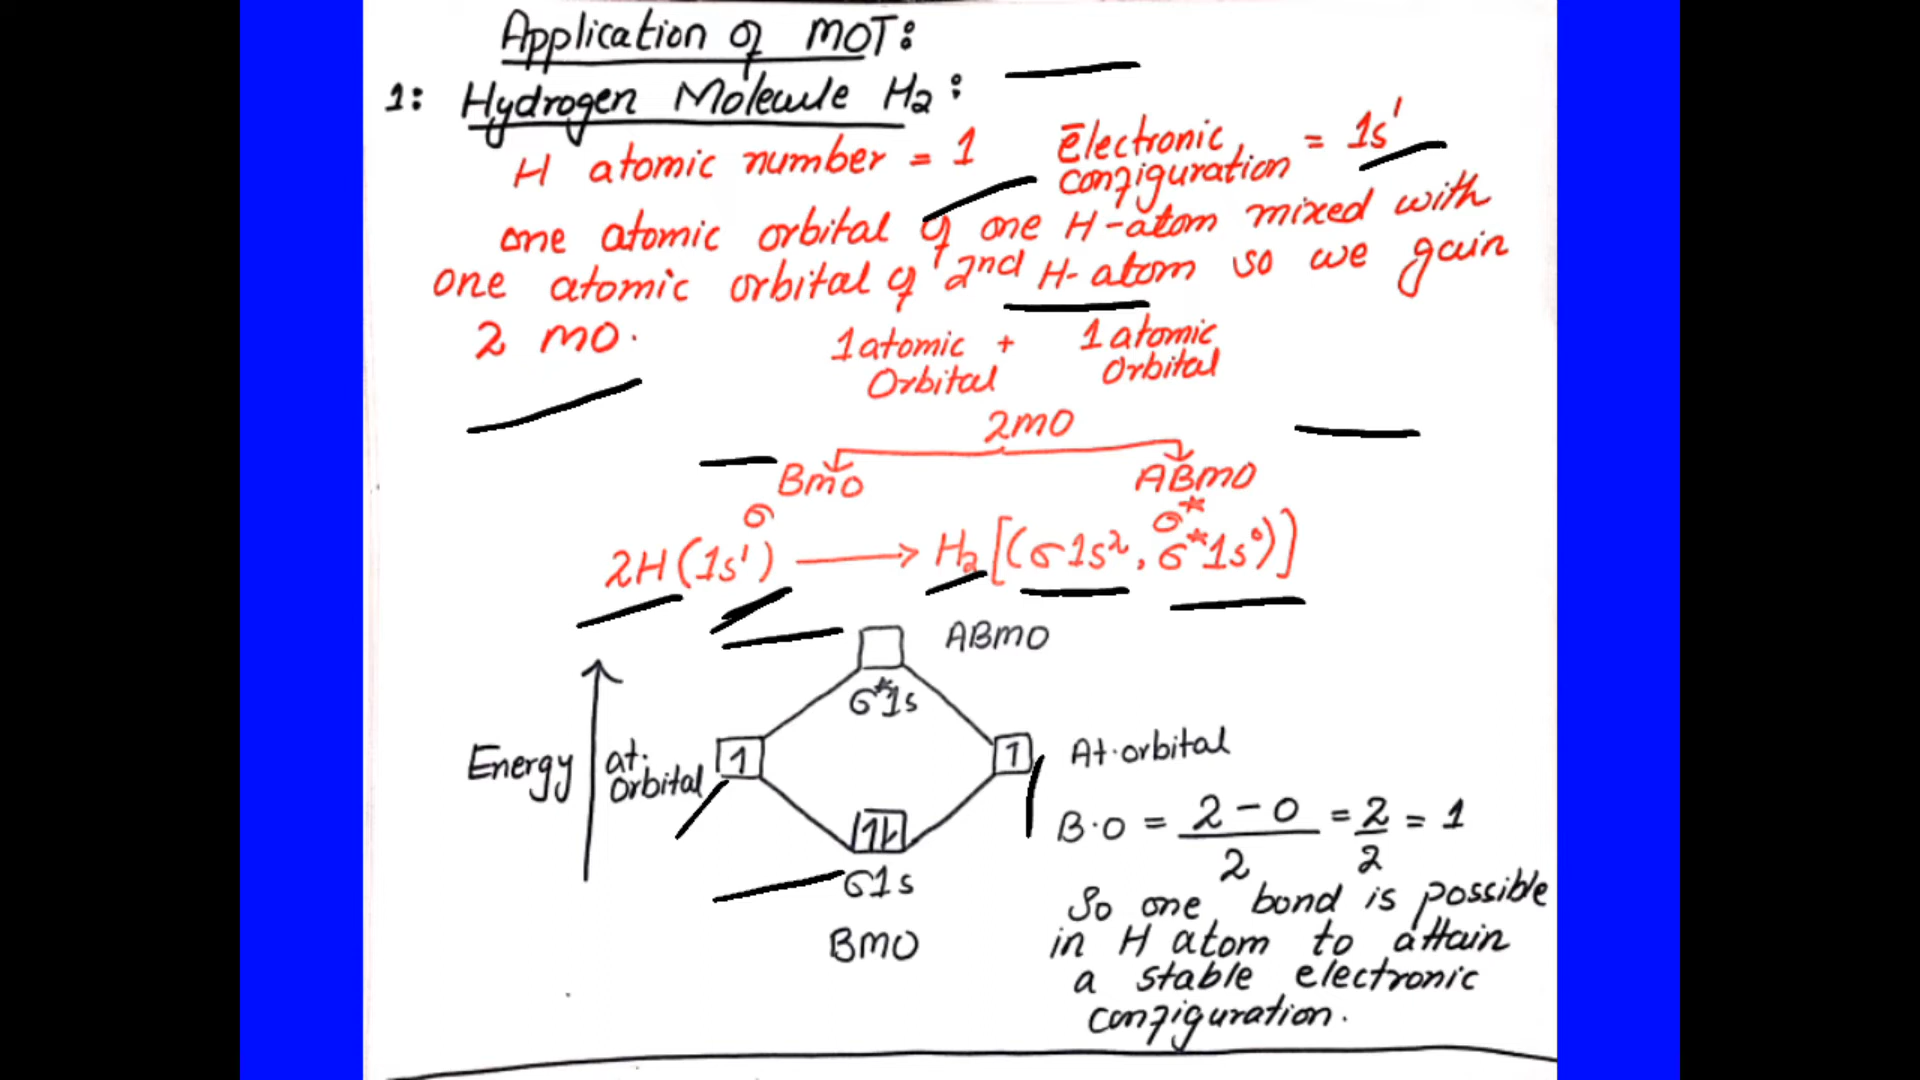 Application of MOT:
1: Hydrogen Molecule H2:
H atomic number = 1
Electronic configuration = 1s¹
one atomic orbital of one H-atom mixed with
one atomic orbital of 2nd H-atom so we gain
2 MO.
1 atomic Orbital + 1 atomic Orbital
2MO
BMO ABMO
σ σ*
2H(1s¹) → H2[(σ1s², σ*1s⁰)]
ABMO
σ*1s
Energy
at. orbital 1 1 At. orbital
1⇂
σ1s
BMO
B.O = 2 - 0 / 2 = 2/2 = 1
So one bond is possible
in H atom to attain
a stable electronic
configuration.